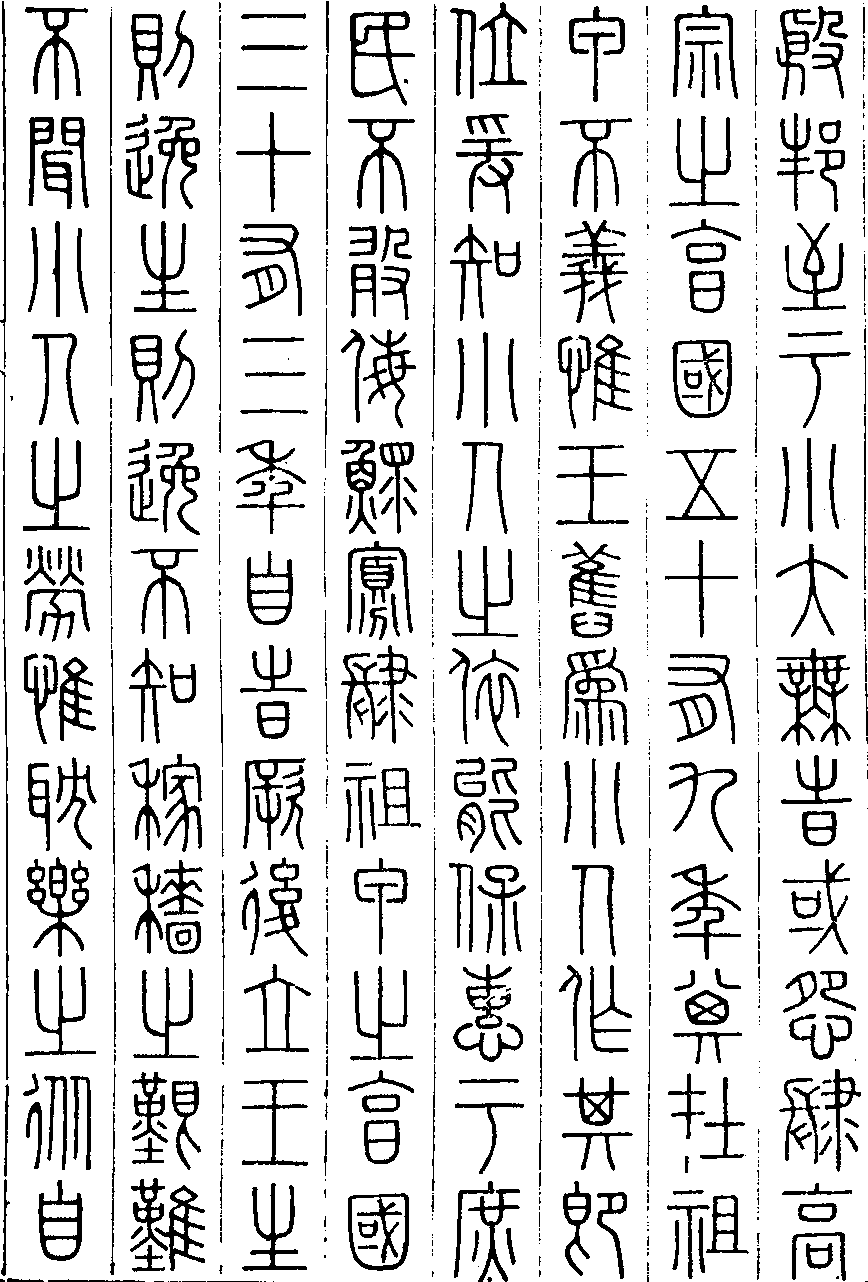 殷邦至于小大無時或怨肆高
宗之享國五十有九年其在祖
甲不義惟王舊為小人作其即
位爰知小人之依能保惠于庶
民不敢侮鰥寡肆祖甲之享國
三十有三年自時厥後立王生
則逸生則逸不知稼穡之艱難
不聞小人之勞惟耽樂之從自